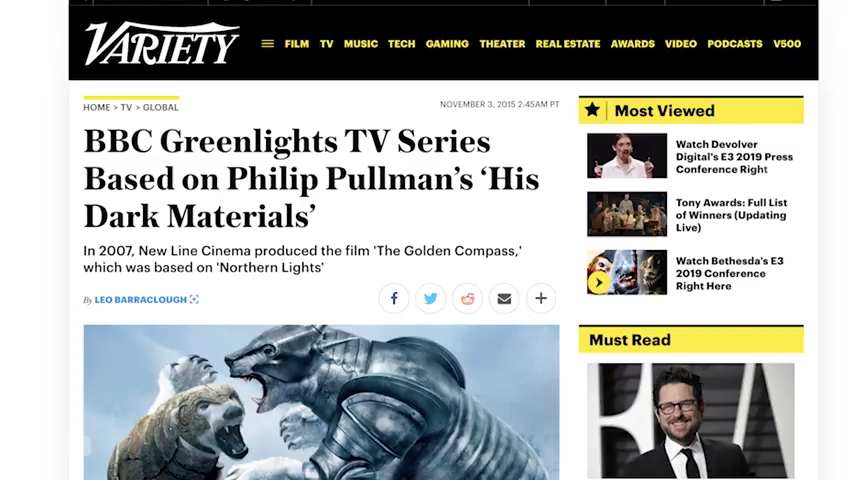 VARIETY
FILM TV MUSIC TECH GAMING THEATER REAL ESTATE AWARDS VIDEO PODCASTS V500
HOME > TV > GLOBAL
NOVEMBER 3, 2015 2:45AM PT
BBC Greenlights TV Series
Based on Philip Pullman's 'His
Dark Materials'
In 2007, New Line Cinema produced the film 'The Golden Compass,'
which was based on 'Northern Lights'
By LEO BARRACLOUGH
Most Viewed
Watch Devolver
Digital's E3 2019 Press
Conference Right
Tony Awards: Full List
of Winners (Updating
Live)
Watch Bethesda's E3
2019 Conference
Right Here
Must Read